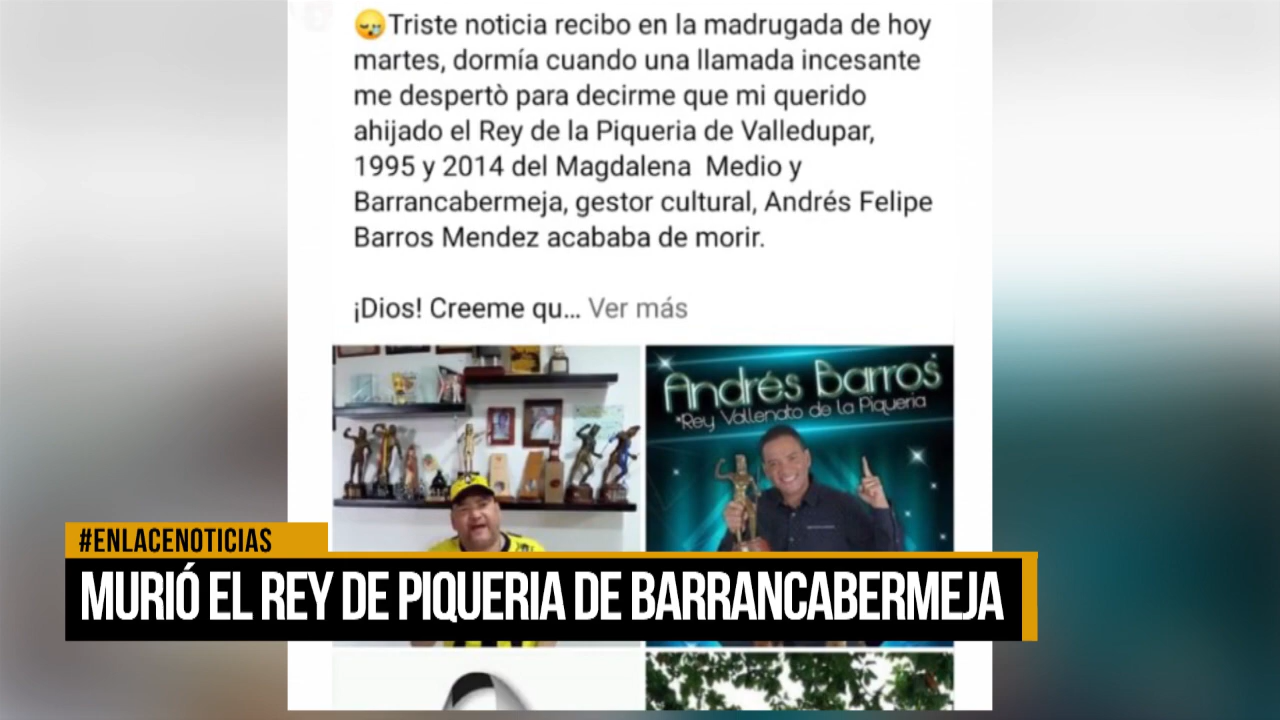 😪Triste noticia recibo en la madrugada de hoy
martes, dormía cuando una llamada incesante
me despertò para decirme que mi querido
ahijado el Rey de la Piqueria de Valledupar,
1995 y 2014 del Magdalena  Medio y
Barrancabermeja, gestor cultural, Andrés Felipe
Barros Mendez acababa de morir.
¡Dios! Creeme qu... Ver más
Andrés Barros
"Rey Vallenato de la Piqueria
#ENLACENOTICIAS
MURIÓ EL REY DE PIQUERIA DE BARRANCABERMEJA